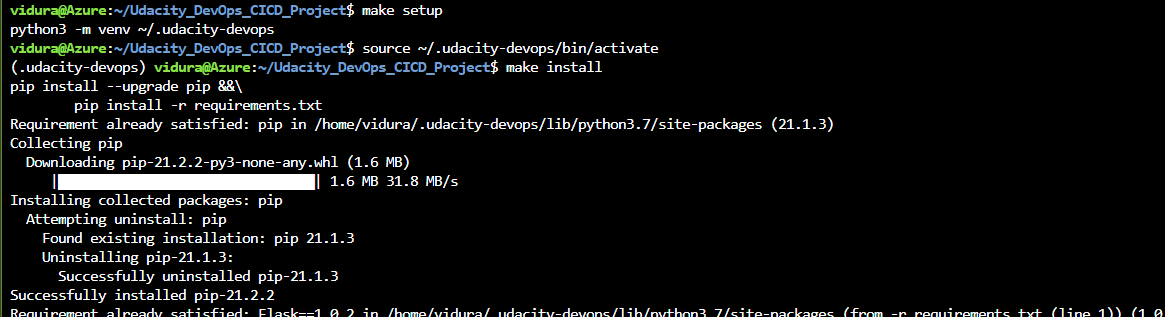 vidura@Azure:~/Udacity_DevOps_CICD_Project$ make setup
python3 -m venv ~/.udacity-devops
vidura@Azure:~/Udacity_DevOps_CICD_Project$ source ~/.udacity-devops/bin/activate
(.udacity-devops) vidura@Azure:~/Udacity_DevOps_CICD_Project$ make install
pip install --upgrade pip &&\
        pip install -r requirements.txt
Requirement already satisfied: pip in /home/vidura/.udacity-devops/lib/python3.7/site-packages (21.1.3)
Collecting pip
  Downloading pip-21.2.2-py3-none-any.whl (1.6 MB)
     |████████████████████████████████| 1.6 MB 31.8 MB/s
Installing collected packages: pip
  Attempting uninstall: pip
    Found existing installation: pip 21.1.3
    Uninstalling pip-21.1.3:
      Successfully uninstalled pip-21.1.3
Successfully installed pip-21.2.2
Requirement already satisfied: Flask==1.0.2 in /home/vidura/.udacity-devops/lib/python3.7/site-packages (from -r requirements.txt (line 1)) (1.0